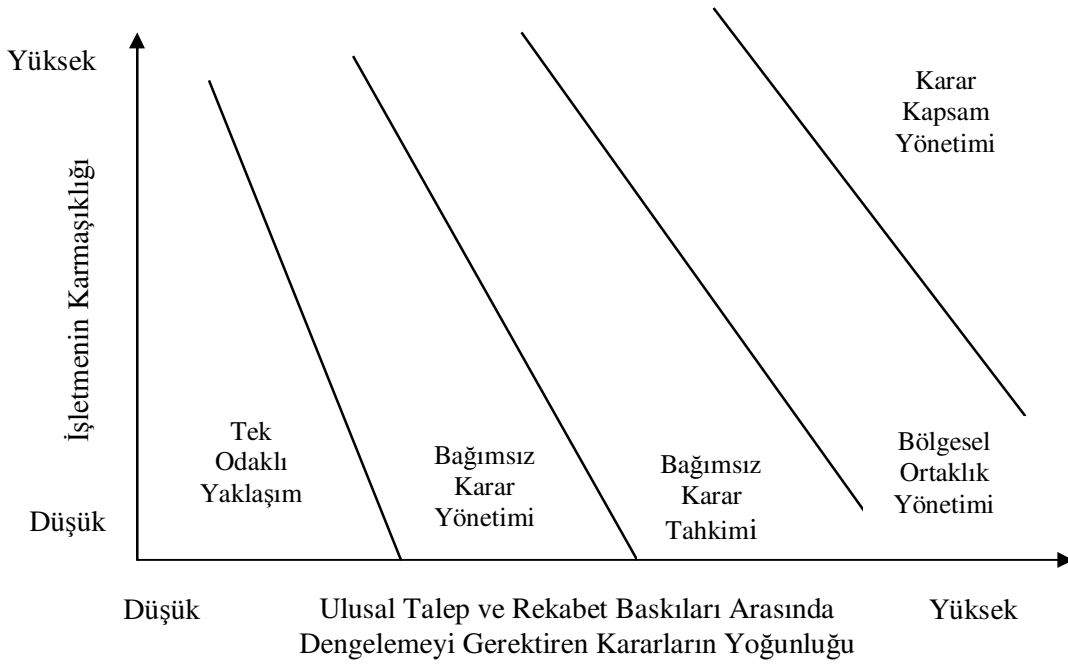 Yüksek
İşletmenin Karmaşıklığı
Düşük
Karar
Kapsam
Yönetimi
Tek
Odaklı
Yaklaşım
Bağımsız
Karar
Yönetimi
Bağımsız
Karar
Tahkimi
Bölgesel
Ortaklık
Yönetimi
Düşük
Ulusal Talep ve Rekabet Baskıları Arasında
Dengelemeyi Gerektiren Kararların Yoğunluğu
Yüksek